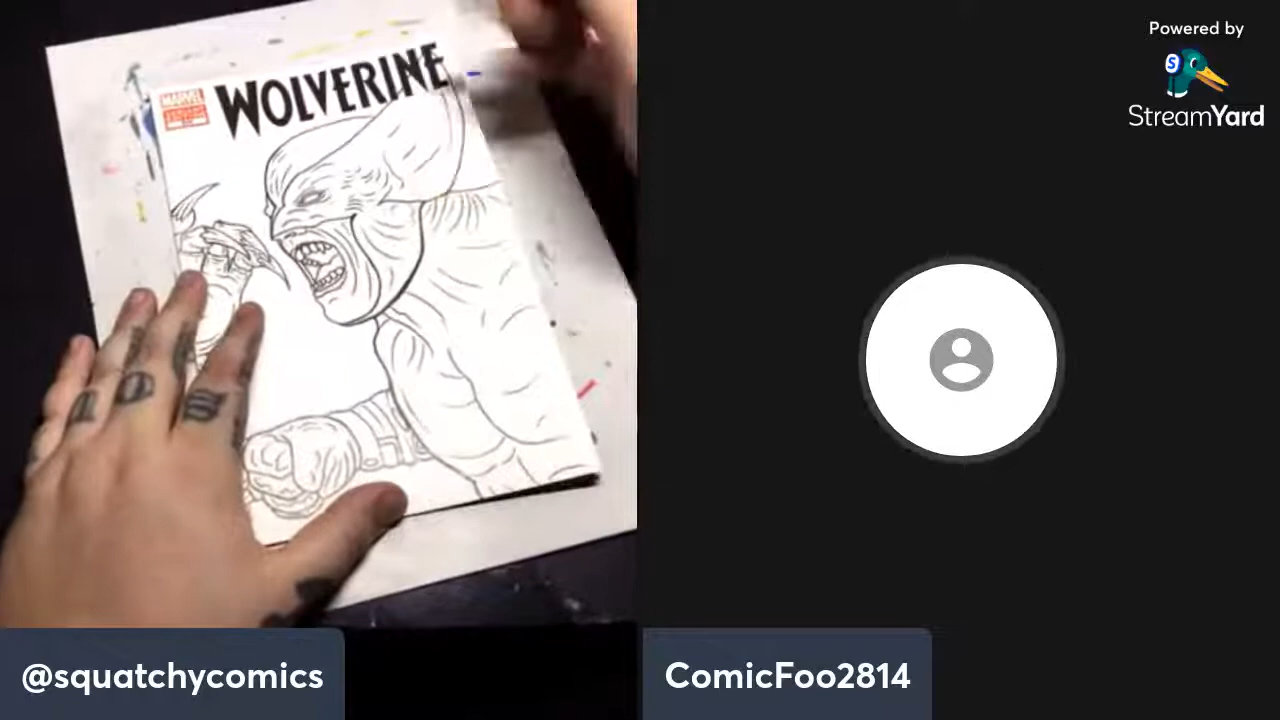 Powered by
StreamYard
MARVEL
WOLVERINE
@squatchycomics
ComicFoo2814